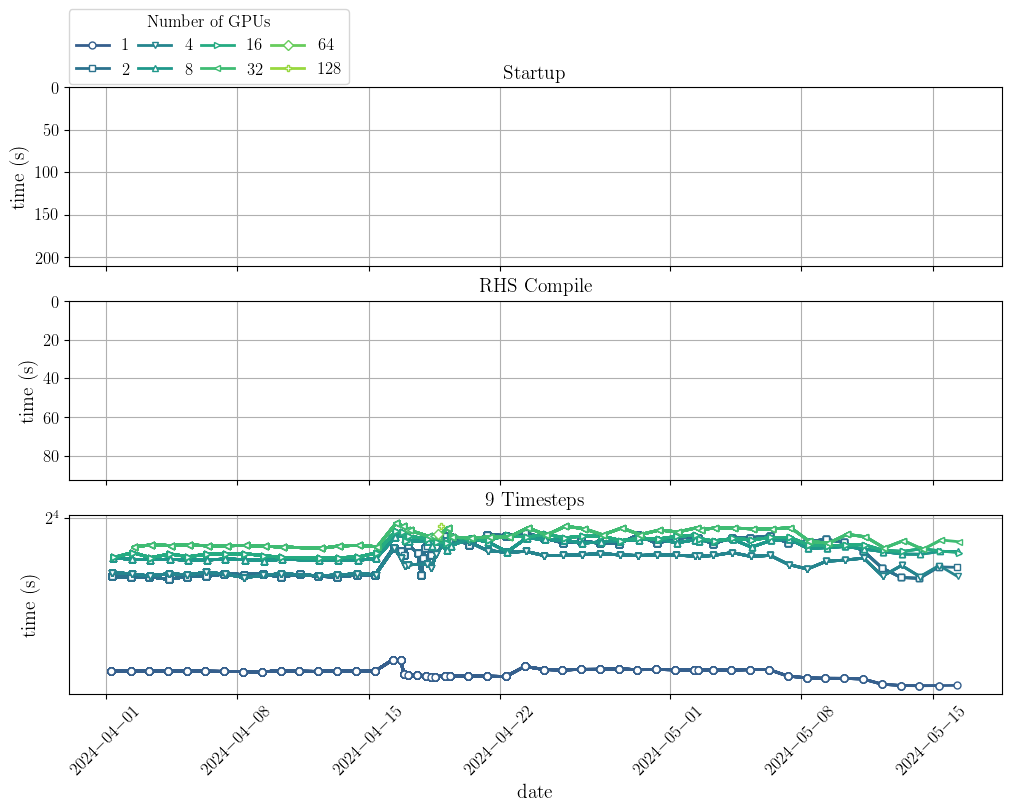 Number of GPUs
1 4 16 64
2 8 32 128
Startup
0
50
100
150
200
time (s)
RHS Compile
0
20
40
60
80
time (s)
9 Timesteps
2⁴
time (s)
2024−04−01 2024−04−08 2024−04−15 2024−04−22 2024−05−01 2024−05−08 2024−05−15
date